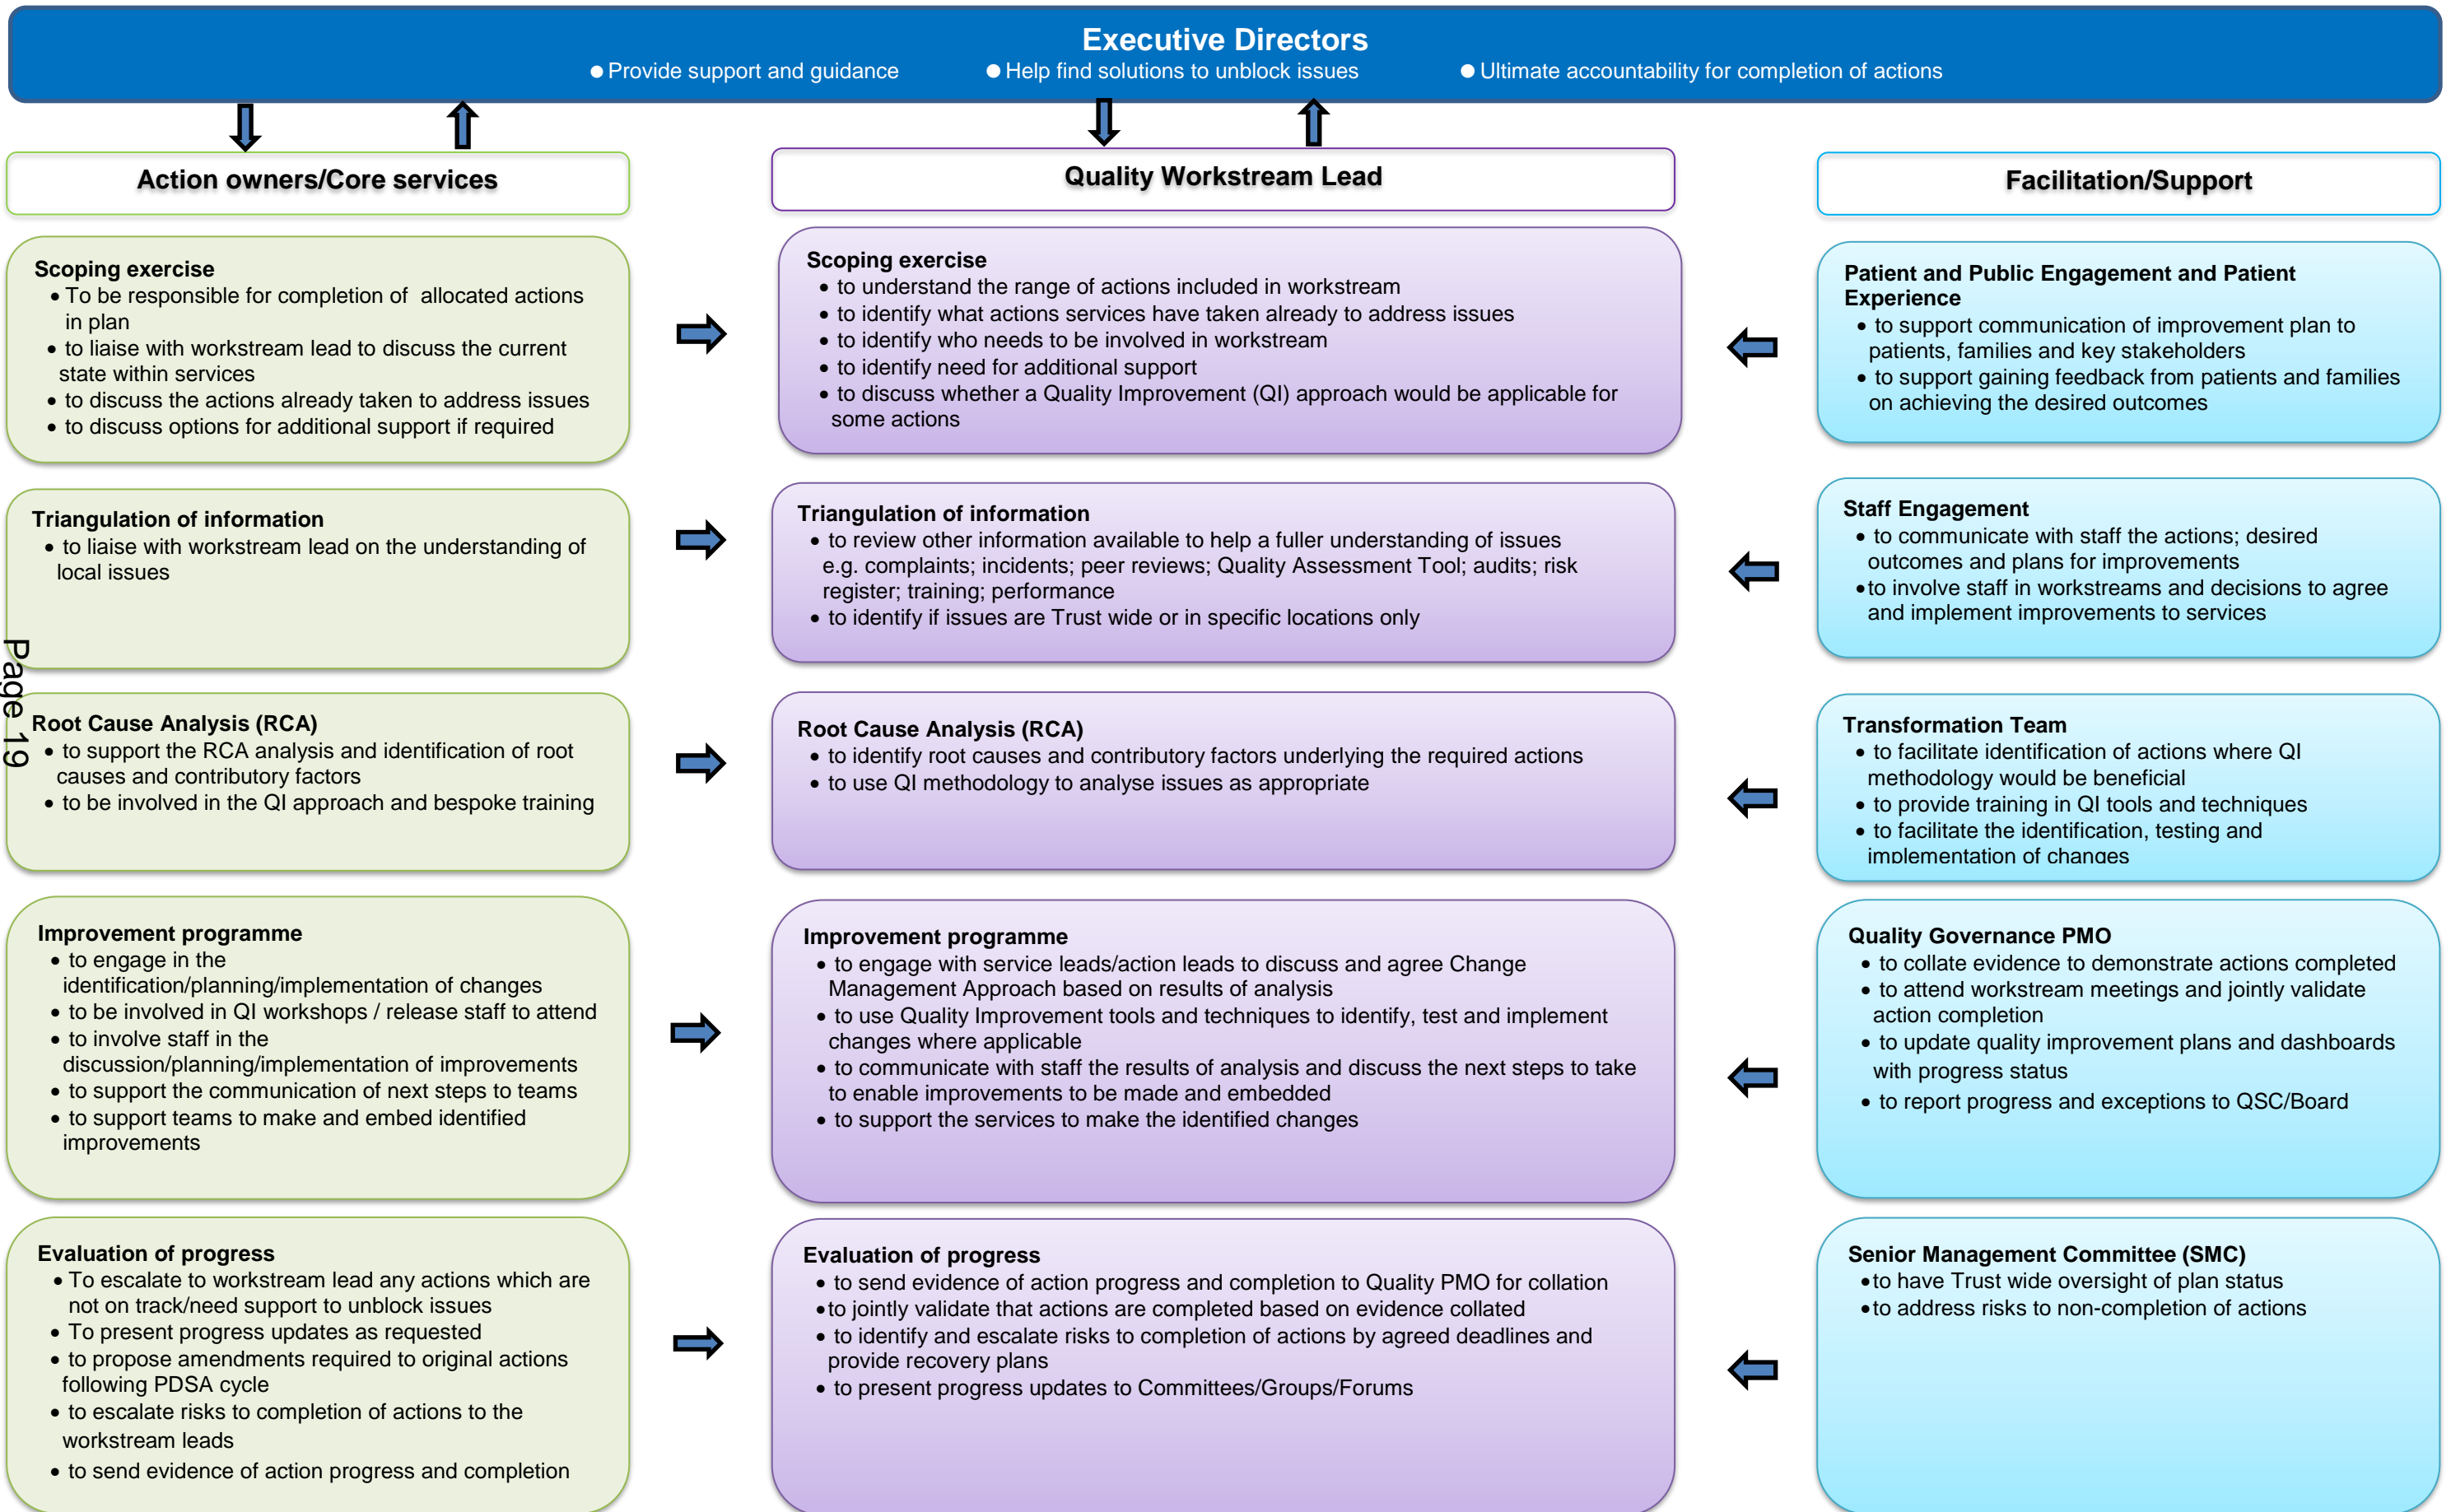 Executive Directors
● Provide support and guidance ● Help find solutions to unblock issues ● Ultimate accountability for completion of actions
Action owners/Core services
Scoping exercise
• To be responsible for completion of allocated actions
in plan
• to liaise with workstream lead to discuss the current
state within services
• to discuss the actions already taken to address issues
• to discuss options for additional support if required
Triangulation of information
• to liaise with workstream lead on the understanding of
local issues
Root Cause Analysis (RCA)
• to support the RCA analysis and identification of root
causes and contributory factors
• to be involved in the QI approach and bespoke training
Improvement programme
• to engage in the
identification/planning/implementation of changes
• to be involved in QI workshops / release staff to attend
• to involve staff in the
discussion/planning/implementation of improvements
• to support the communication of next steps to teams
• to support teams to make and embed identified
improvements
Evaluation of progress
• To escalate to workstream lead any actions which are
not on track/need support to unblock issues
• To present progress updates as requested
• to propose amendments required to original actions
following PDSA cycle
• to escalate risks to completion of actions to the
workstream leads
• to send evidence of action progress and completion
Quality Workstream Lead
Scoping exercise
• to understand the range of actions included in workstream
• to identify what actions services have taken already to address issues
• to identify who needs to be involved in workstream
• to identify need for additional support
• to discuss whether a Quality Improvement (QI) approach would be applicable for
some actions
Triangulation of information
• to review other information available to help a fuller understanding of issues
e.g. complaints; incidents; peer reviews; Quality Assessment Tool; audits; risk
register; training; performance
• to identify if issues are Trust wide or in specific locations only
Root Cause Analysis (RCA)
• to identify root causes and contributory factors underlying the required actions
• to use QI methodology to analyse issues as appropriate
Improvement programme
• to engage with service leads/action leads to discuss and agree Change
Management Approach based on results of analysis
• to use Quality Improvement tools and techniques to identify, test and implement
changes where applicable
• to communicate with staff the results of analysis and discuss the next steps to take
to enable improvements to be made and embedded
• to support the services to make the identified changes
Evaluation of progress
• to send evidence of action progress and completion to Quality PMO for collation
• to jointly validate that actions are completed based on evidence collated
• to identify and escalate risks to completion of actions by agreed deadlines and
provide recovery plans
• to present progress updates to Committees/Groups/Forums
Facilitation/Support
Patient and Public Engagement and Patient
Experience
• to support communication of improvement plan to
patients, families and key stakeholders
• to support gaining feedback from patients and families
on achieving the desired outcomes
Staff Engagement
• to communicate with staff the actions; desired
outcomes and plans for improvements
• to involve staff in workstreams and decisions to agree
and implement improvements to services
Transformation Team
• to facilitate identification of actions where QI
methodology would be beneficial
• to provide training in QI tools and techniques
• to facilitate the identification, testing and
implementation of changes
Quality Governance PMO
• to collate evidence to demonstrate actions completed
• to attend workstream meetings and jointly validate
action completion
• to update quality improvement plans and dashboards
with progress status
• to report progress and exceptions to QSC/Board
Senior Management Committee (SMC)
• to have Trust wide oversight of plan status
• to address risks to non-completion of actions
Page 19